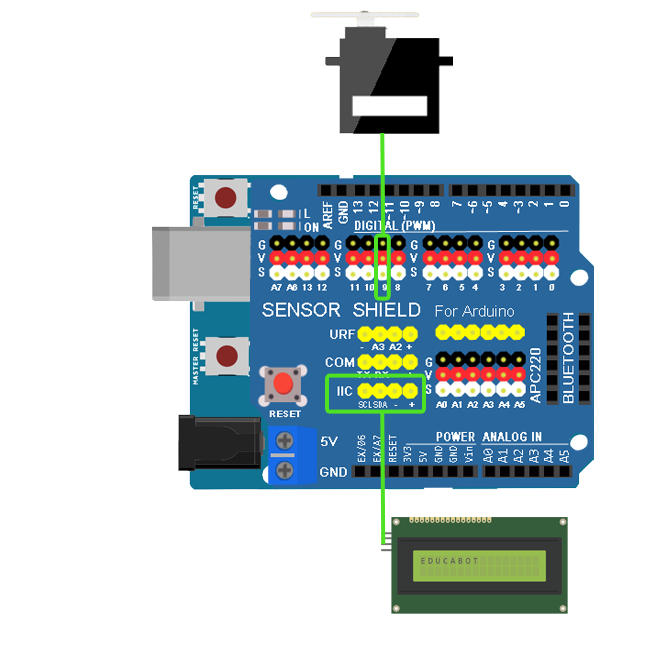 RESET
L
ON
AREF
GND
13
12
~11
~10
~9
8
7
~6
~5
4
~3
2
1
0
DIGITAL (PWM)
G G G G
V V V V
S S S S
A7 A6 13 12 11 10 9 8 7 6 5 4 3 2 1 0
SENSOR SHIELD For Arduino
URF
- A3 A2 +
COM
IIC
SCL SDA - +
G
V
S
A0 A1 A2 A3 A4 A5
APC220
BLUETOOTH
MASTER RESET
RESET
5V
GND
EX/06
EX/A7
RESET
3V3
5V
GND
GND
Vin
POWER ANALOG IN
A0
A1
A2
A3
A4
A5
EDUCABOT